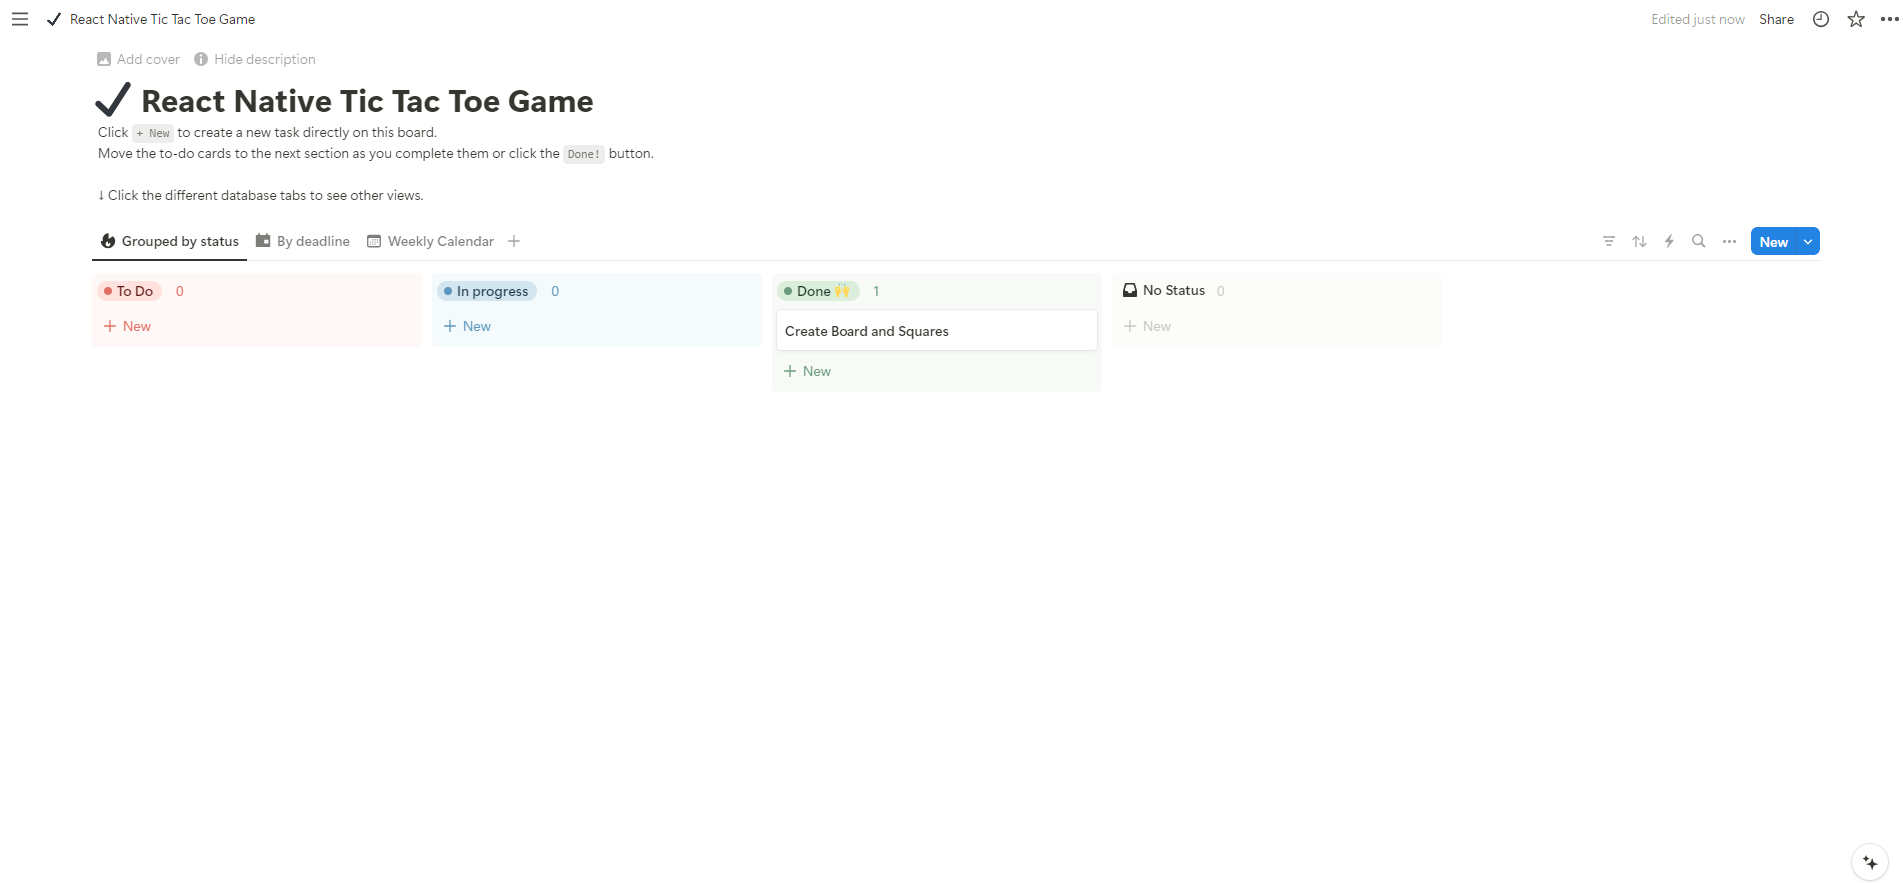 React Native Tic Tac Toe Game
Edited just now
Share
Add cover
Hide description
React Native Tic Tac Toe Game
Click + New to create a new task directly on this board.
Move the to-do cards to the next section as you complete them or click the Done! button.
↓ Click the different database tabs to see other views.
Grouped by status
By deadline
Weekly Calendar
New
To Do 0
+ New
In progress 0
+ New
Done 🙌 1
Create Board and Squares
+ New
No Status 0
+ New